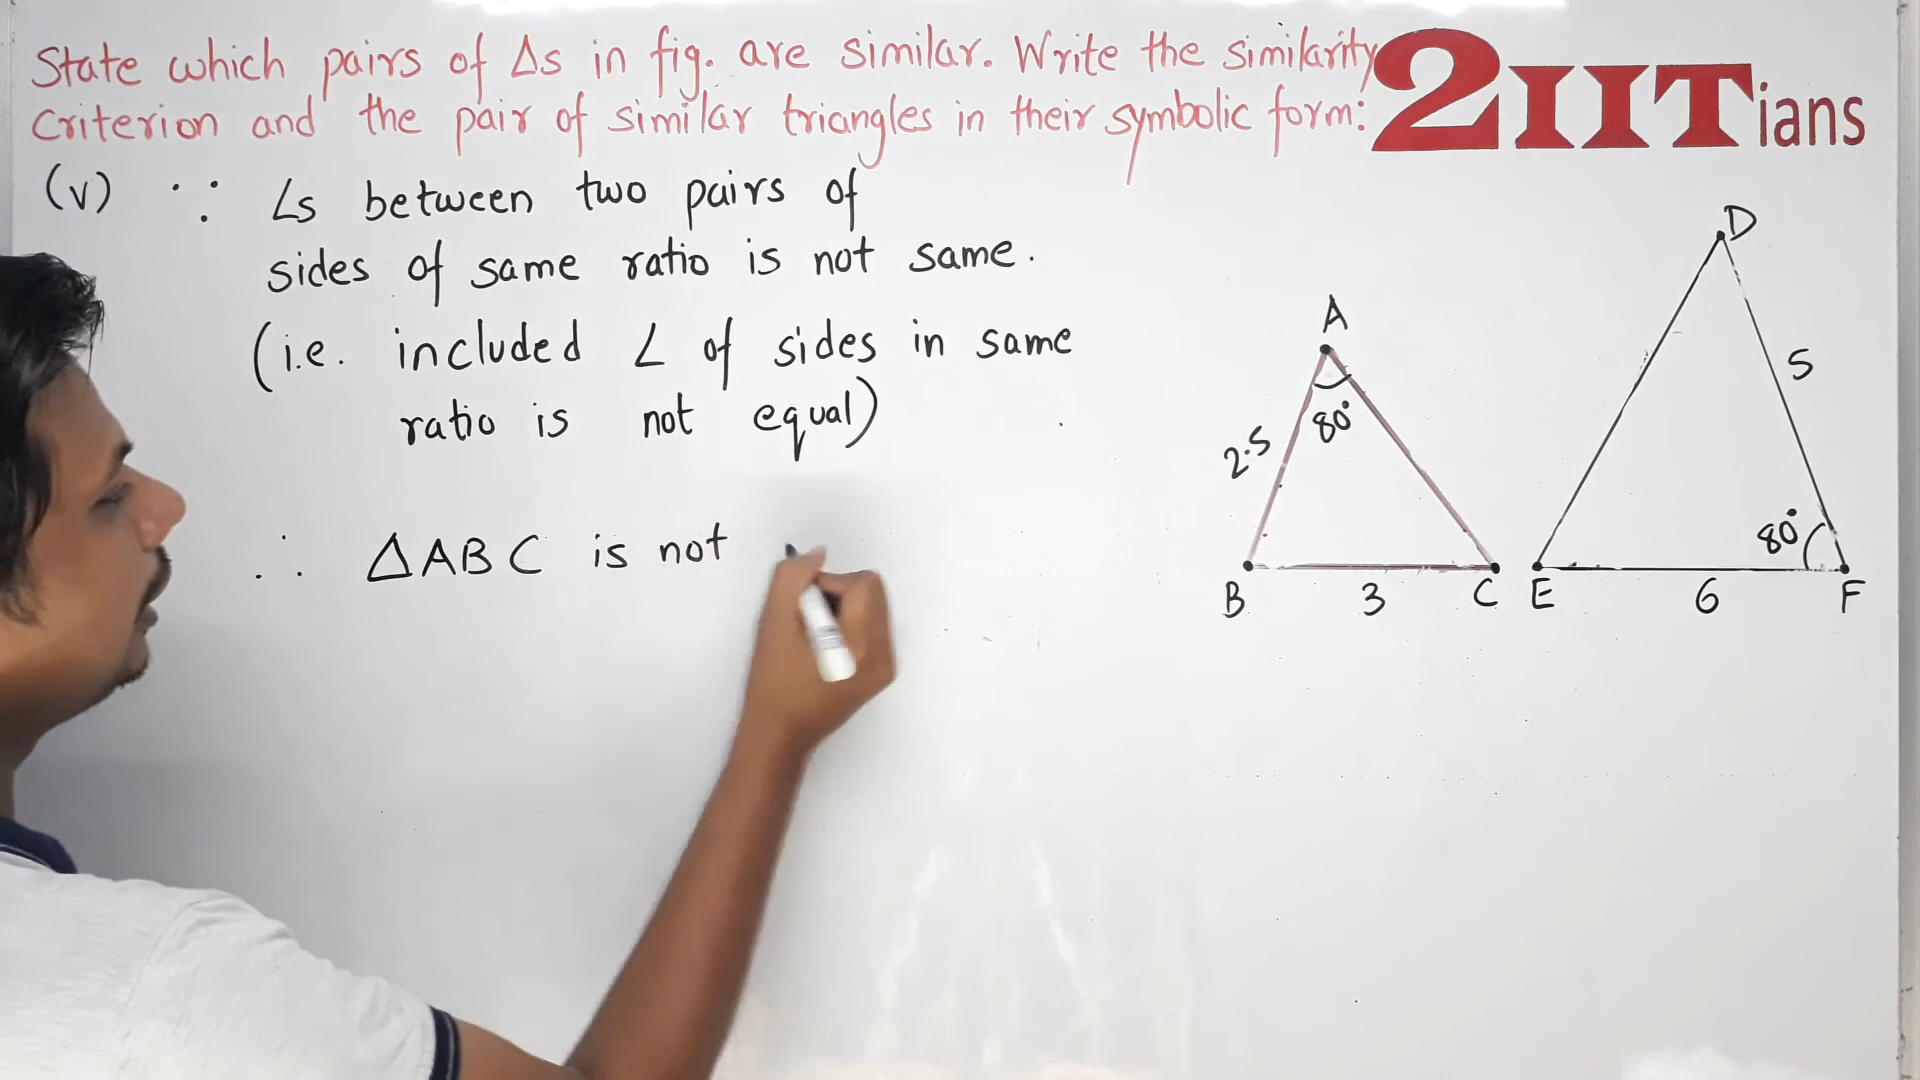 State which pairs of Δs in fig. are similar. Write the similarity
criterion and the pair of similar triangles in their symbolic form:
2IITians
(v) ∵ ∠s between two pairs of
sides of same ratio is not same.
(i.e. included ∠ of sides in same
ratio is not equal)
∴ ΔABC is not
A
80°
2.5
B 3 C
D
5
80°
E 6 F